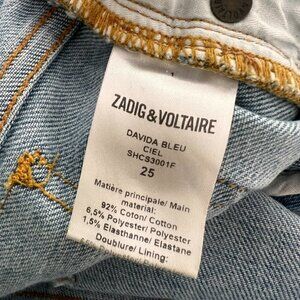 ZADIG & VOLTAIRE
DAVIDA BLEU
CIEL
SHCS3001F
25
Matière principale/ Main
material:
92% Coton/ Cotton
6,5% Polyester/ Polyester
1,5% Elasthanne/ Elastane
Doublure/ Lining: